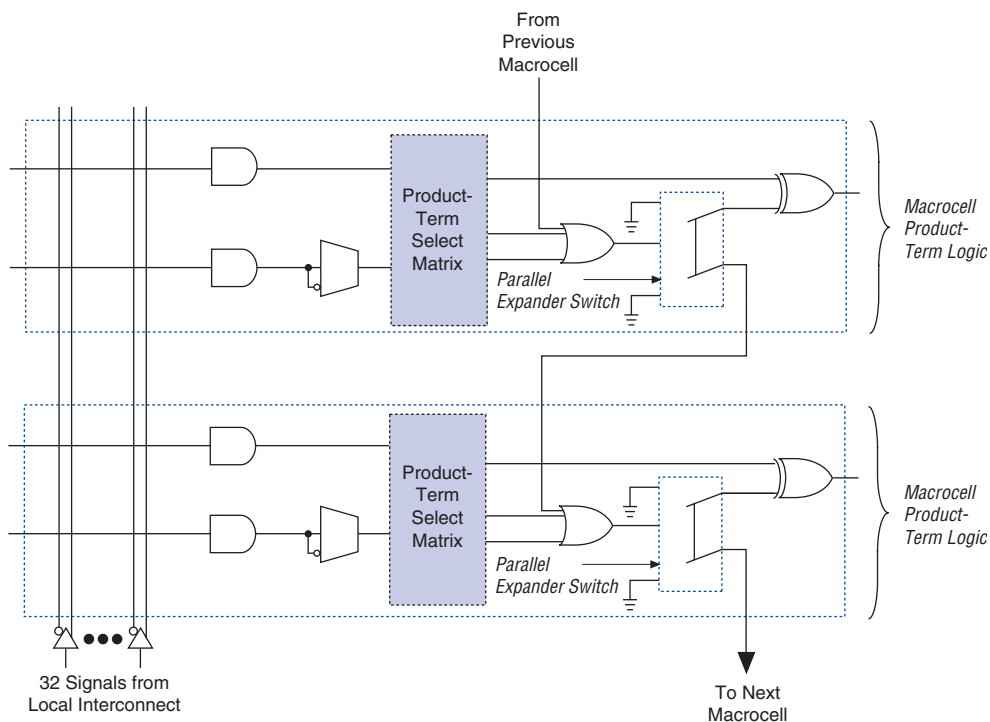 From
Previous
Macrocell
Product-
Term
Select
Matrix
Parallel
Expander Switch
Macrocell
Product-
Term Logic
Product-
Term
Select
Matrix
Parallel
Expander Switch
Macrocell
Product-
Term Logic
32 Signals from
Local Interconnect
To Next
Macrocell